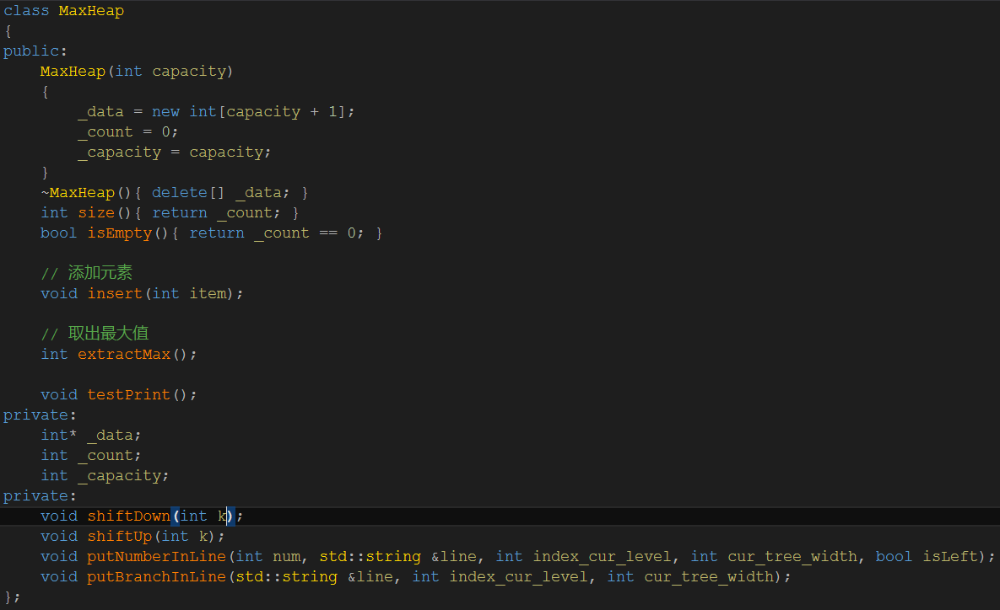 class MaxHeap
{
public:
    MaxHeap(int capacity)
    {
        _data = new int[capacity + 1];
        _count = 0;
        _capacity = capacity;
    }
    ~MaxHeap(){ delete[] _data; }
    int size(){ return _count; }
    bool isEmpty(){ return _count == 0; }
    // 添加元素
    void insert(int item);
    // 取出最大值
    int extractMax();
    void testPrint();
private:
    int* _data;
    int _count;
    int _capacity;
private:
    void shiftDown(int k);
    void shiftUp(int k);
    void putNumberInLine(int num, std::string &line, int index_cur_level, int cur_tree_width, bool isLeft);
    void putBranchInLine(std::string &line, int index_cur_level, int cur_tree_width);
};